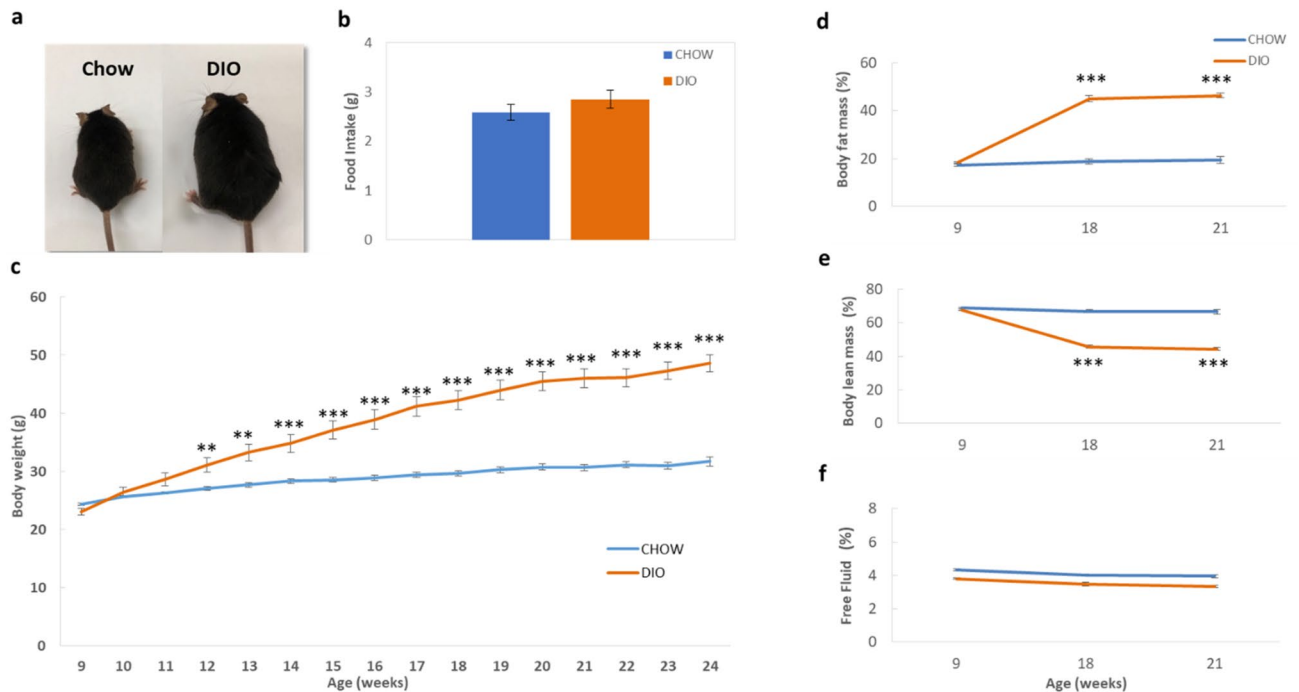 a
Chow DIO
b
4
3
2
1
0
Food Intake (g)
CHOW
DIO
c
60
50
40
30
20
10
0
Body weight (g)
** ** *** *** *** *** *** *** *** *** *** *** ***
CHOW
DIO
9 10 11 12 13 14 15 16 17 18 19 20 21 22 23 24
Age (weeks)
d
CHOW
DIO
60
40
20
0
Body fat mass (%)
*** ***
9 18 21
e
80
60
40
20
0
Body lean mass (%)
*** ***
9 18 21
f
8
6
4
2
0
Free Fluid (%)
9 18 21
Age (weeks)